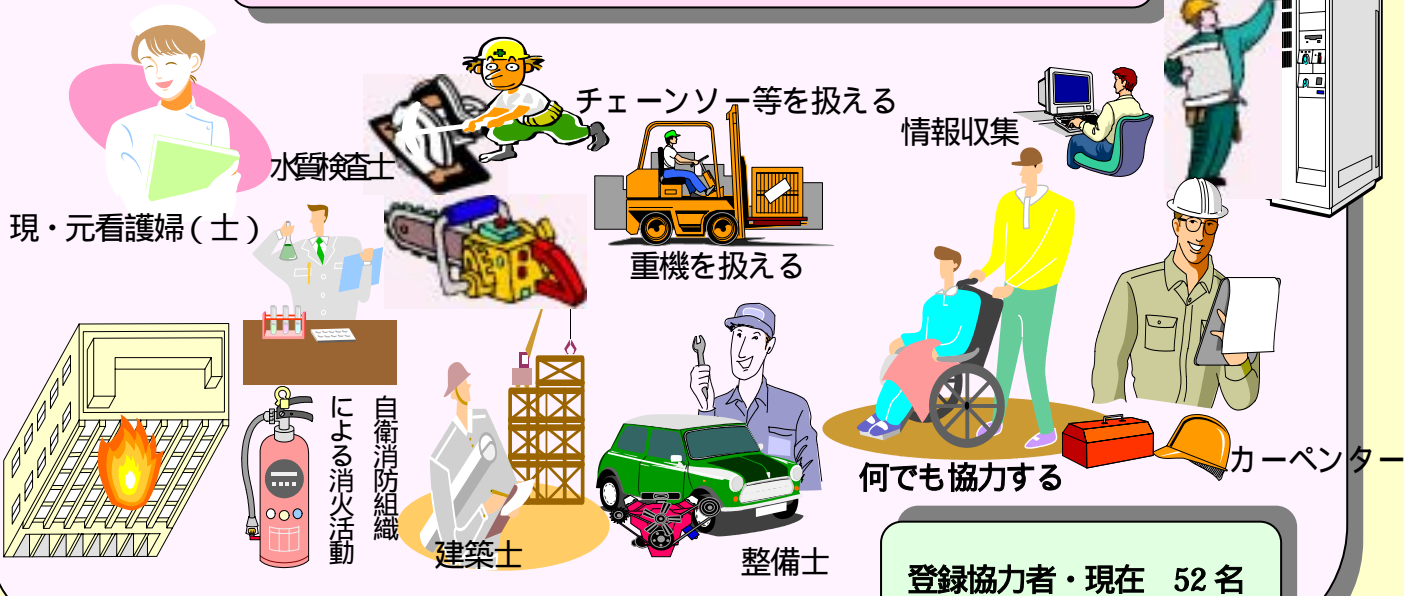 チェーンソー等を扱える
情報収集
水質検査士
現・元看護婦（士）
重機を扱える
自衛消防組織
による消火活動
何でも協力する
カーペンター
建築士
整備士
登録協力者・現在　52名